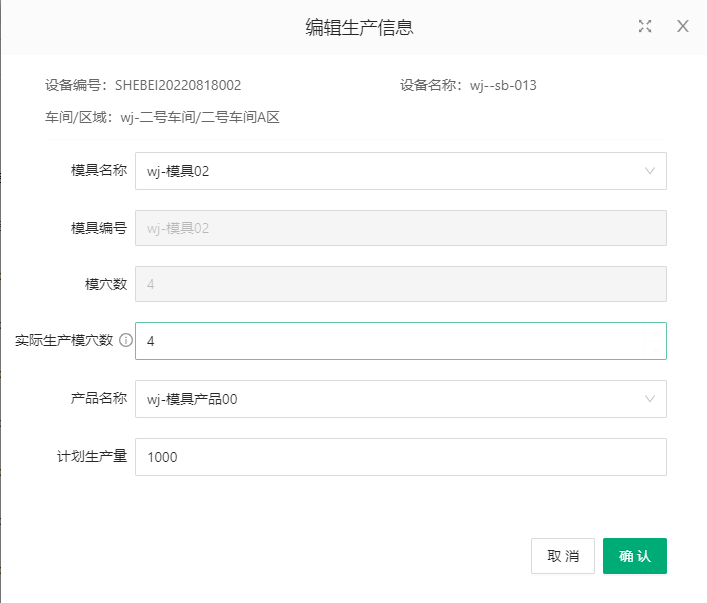 编辑生产信息
设备编号：SHEBEI20220818002 设备名称：wj--sb-013
车间/区域：wj-二号车间/二号车间A区
模具名称 wj-模具02
模具编号 wj-模具02
模穴数 4
实际生产模穴数 4
产品名称 wj-模具产品00
计划生产量 1000
取 消 确 认